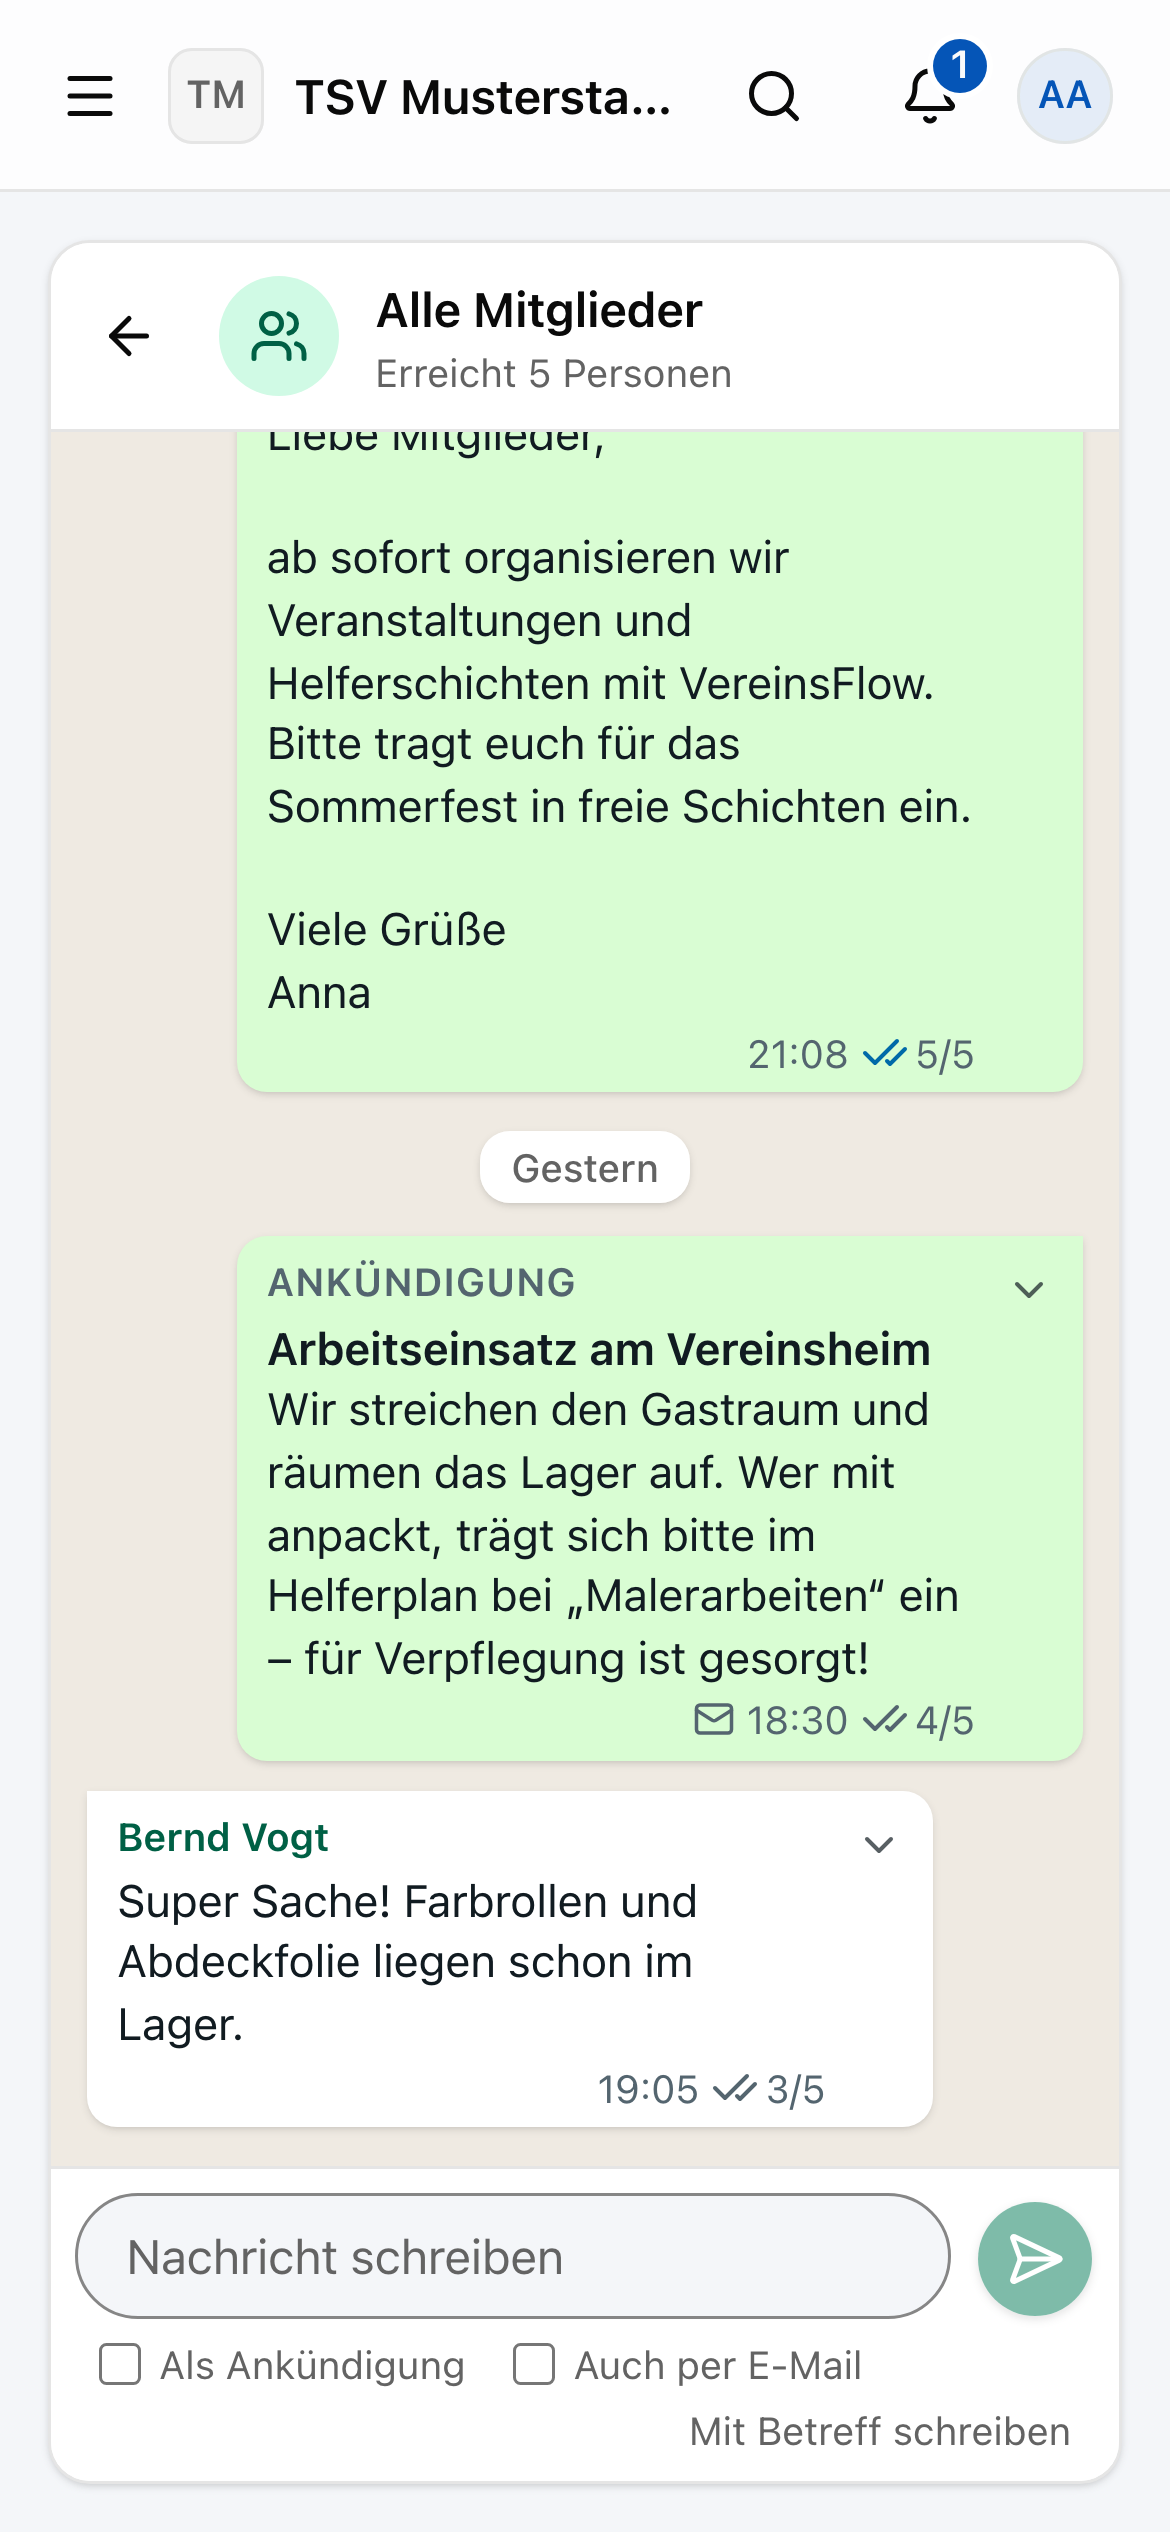 TM
TSV Mustersta...
1
AA
Alle Mitglieder
Erreicht 5 Personen
Liebe Mitglieder,
ab sofort organisieren wir
Veranstaltungen und
Helferschichten mit VereinsFlow.
Bitte tragt euch für das
Sommerfest in freie Schichten ein.
Viele Grüße
Anna
21:08 5/5
Gestern
ANKÜNDIGUNG
Arbeitseinsatz am Vereinsheim
Wir streichen den Gastraum und
räumen das Lager auf. Wer mit
anpackt, trägt sich bitte im
Helferplan bei „Malerarbeiten“ ein
– für Verpflegung ist gesorgt!
18:30 4/5
Bernd Vogt
Super Sache! Farbrollen und
Abdeckfolie liegen schon im
Lager.
19:05 3/5
Nachricht schreiben
Als Ankündigung
Auch per E-Mail
Mit Betreff schreiben